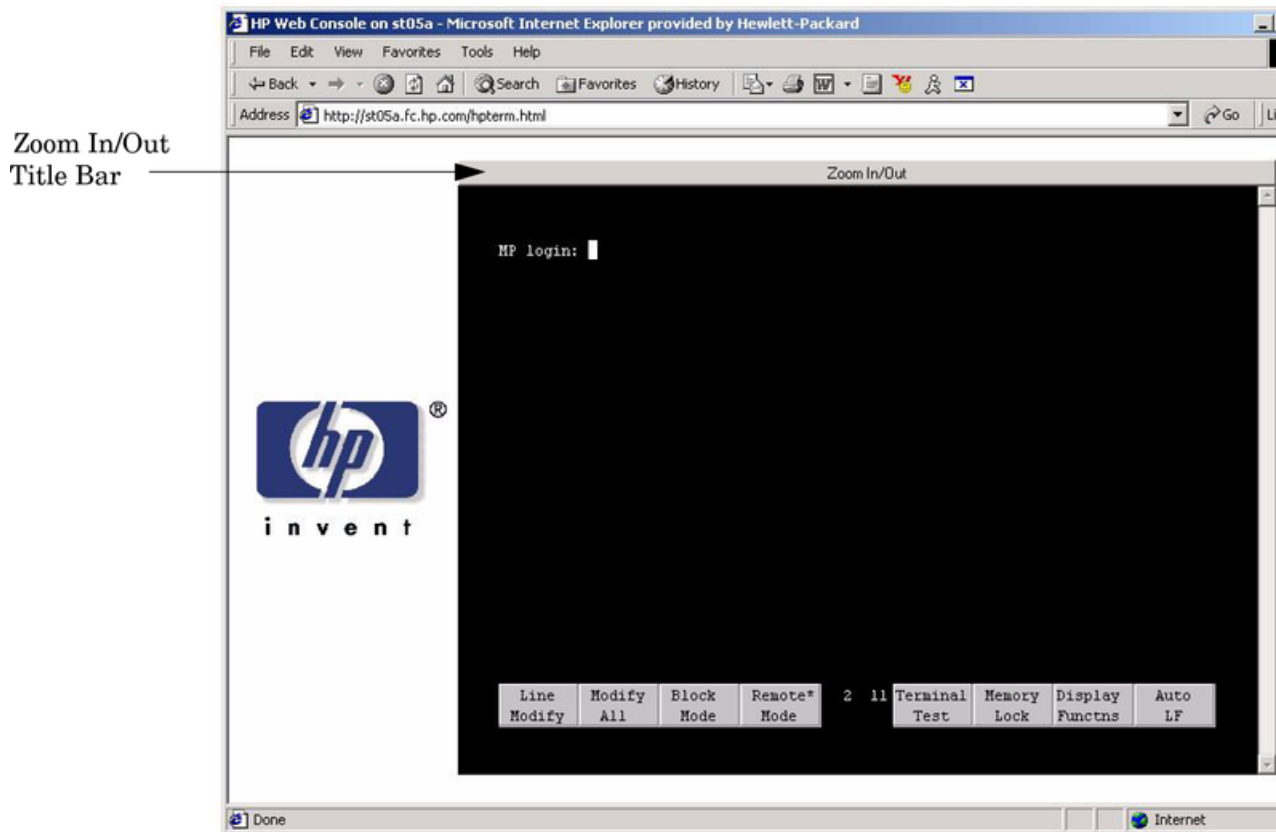 HP Web Console on st05a - Microsoft Internet Explorer provided by Hewlett-Packard
File Edit View Favorites Tools Help
Back Search Favorites History
Address http://st05a.fc.hp.com/hpterm.html Go Li
Zoom In/Out
Title Bar
Zoom In/Out
MP login:
hp ®
invent
Line Modify Block Remote* 2 11 Terminal Memory Display Auto
Modify All Mode Mode Test Lock Functns LF
Done Internet